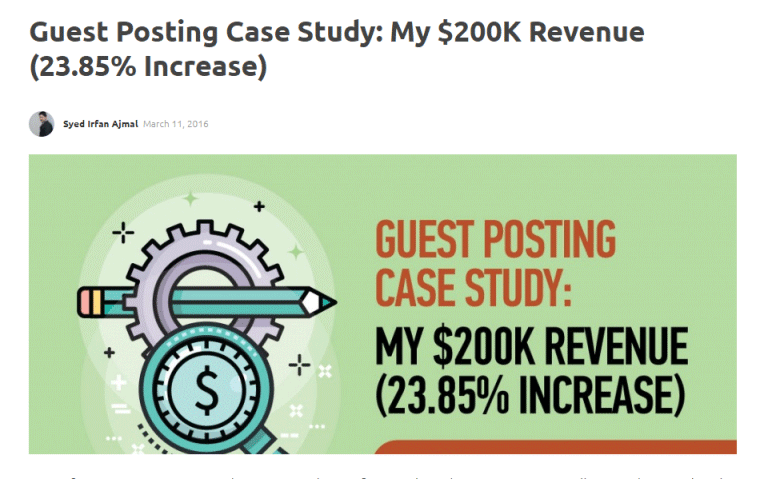 Guest Posting Case Study: My $200K Revenue
(23.85% Increase)
Syed Irfan Ajmal March 11, 2016
GUEST POSTING
CASE STUDY:
MY $200K REVENUE
(23.85% INCREASE)
$